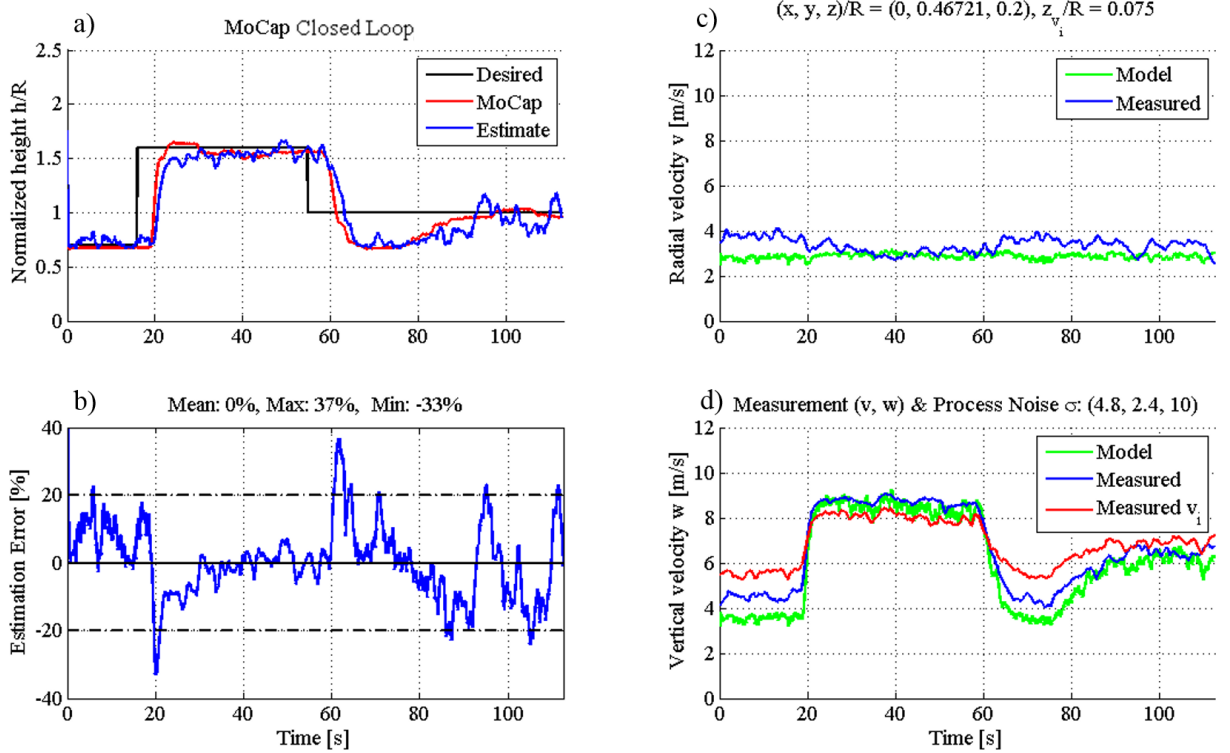 a)
MoCap Closed Loop
2.5
2
1.5
1
0.5
0
Normalized height h/R
Desired
MoCap
Estimate
0 20 40 60 80 100
c)
(x, y, z)/R = (0, 0.46721, 0.2), z_{v_i}/R = 0.075
12
10
8
6
4
2
0
Radial velocity v [m/s]
Model
Measured
0 20 40 60 80 100
b)
Mean: 0%, Max: 37%, Min: -33%
40
20
0
-20
-40
Estimation Error [%]
0 20 40 60 80 100
Time [s]
d)
Measurement (v, w) & Process Noise σ: (4.8, 2.4, 10)
12
10
8
6
4
2
0
Vertical velocity w [m/s]
Model
Measured
Measured v_i
0 20 40 60 80 100
Time [s]